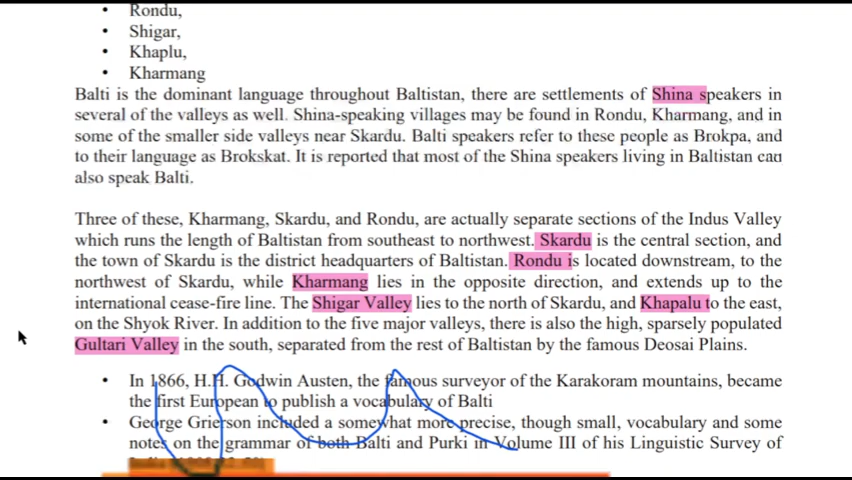 • Rondu,
• Shigar,
• Khaplu,
• Kharmang
Balti is the dominant language throughout Baltistan, there are settlements of Shina speakers in
several of the valleys as well. Shina-speaking villages may be found in Rondu, Kharmang, and in
some of the smaller side valleys near Skardu. Balti speakers refer to these people as Brokpa, and
to their language as Brokskat. It is reported that most of the Shina speakers living in Baltistan can
also speak Balti.
Three of these, Kharmang, Skardu, and Rondu, are actually separate sections of the Indus Valley
which runs the length of Baltistan from southeast to northwest. Skardu is the central section, and
the town of Skardu is the district headquarters of Baltistan. Rondu is located downstream, to the
northwest of Skardu, while Kharmang lies in the opposite direction, and extends up to the
international cease-fire line. The Shigar Valley lies to the north of Skardu, and Khapalu to the east,
on the Shyok River. In addition to the five major valleys, there is also the high, sparsely populated
Gultari Valley in the south, separated from the rest of Baltistan by the famous Deosai Plains.
• In 1866, H.H. Godwin Austen, the famous surveyor of the Karakoram mountains, became
the first European to publish a vocabulary of Balti
• George Grierson included a somewhat more precise, though small, vocabulary and some
notes on the grammar of both Balti and Purki in Volume III of his Linguistic Survey of